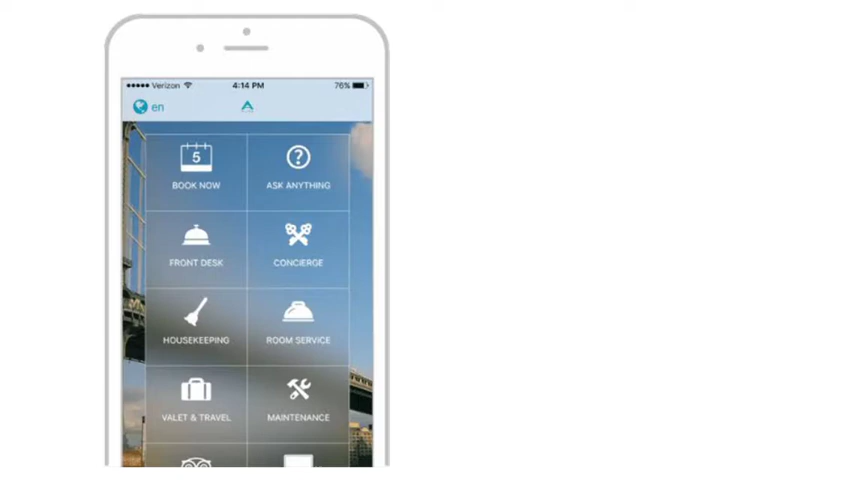 Verizon 4:14 PM 76%
en
5
BOOK NOW ASK ANYTHING
FRONT DESK CONCIERGE
HOUSEKEEPING ROOM SERVICE
VALET & TRAVEL MAINTENANCE